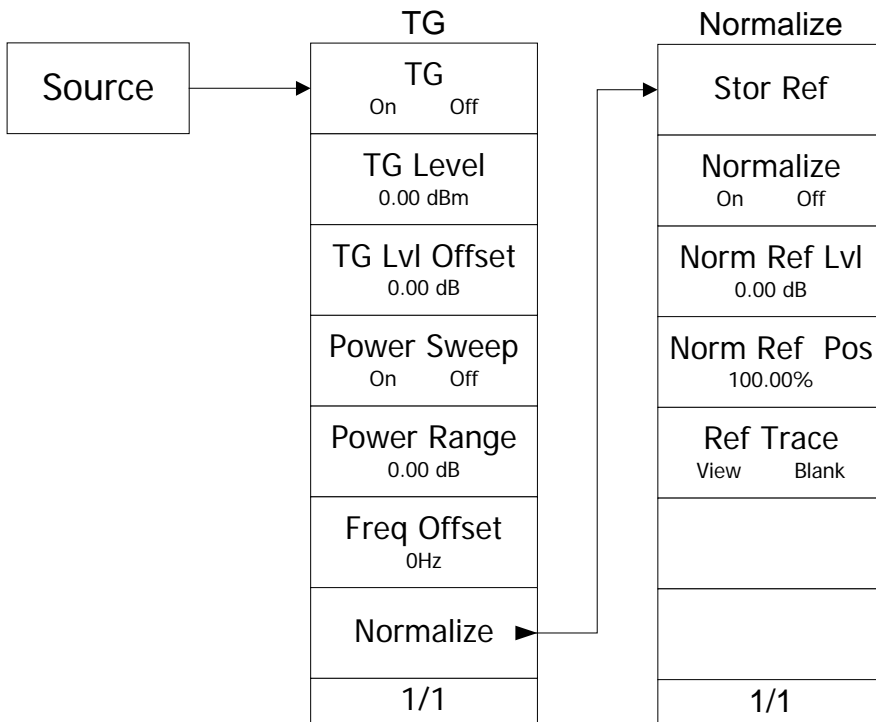 Source
TG
TG
On Off
TG Level
0.00 dBm
TG Lvl Offset
0.00 dB
Power Sweep
On Off
Power Range
0.00 dB
Freq Offset
0Hz
Normalize
1/1
Normalize
Stor Ref
Normalize
On Off
Norm Ref Lvl
0.00 dB
Norm Ref Pos
100.00%
Ref Trace
View Blank
1/1